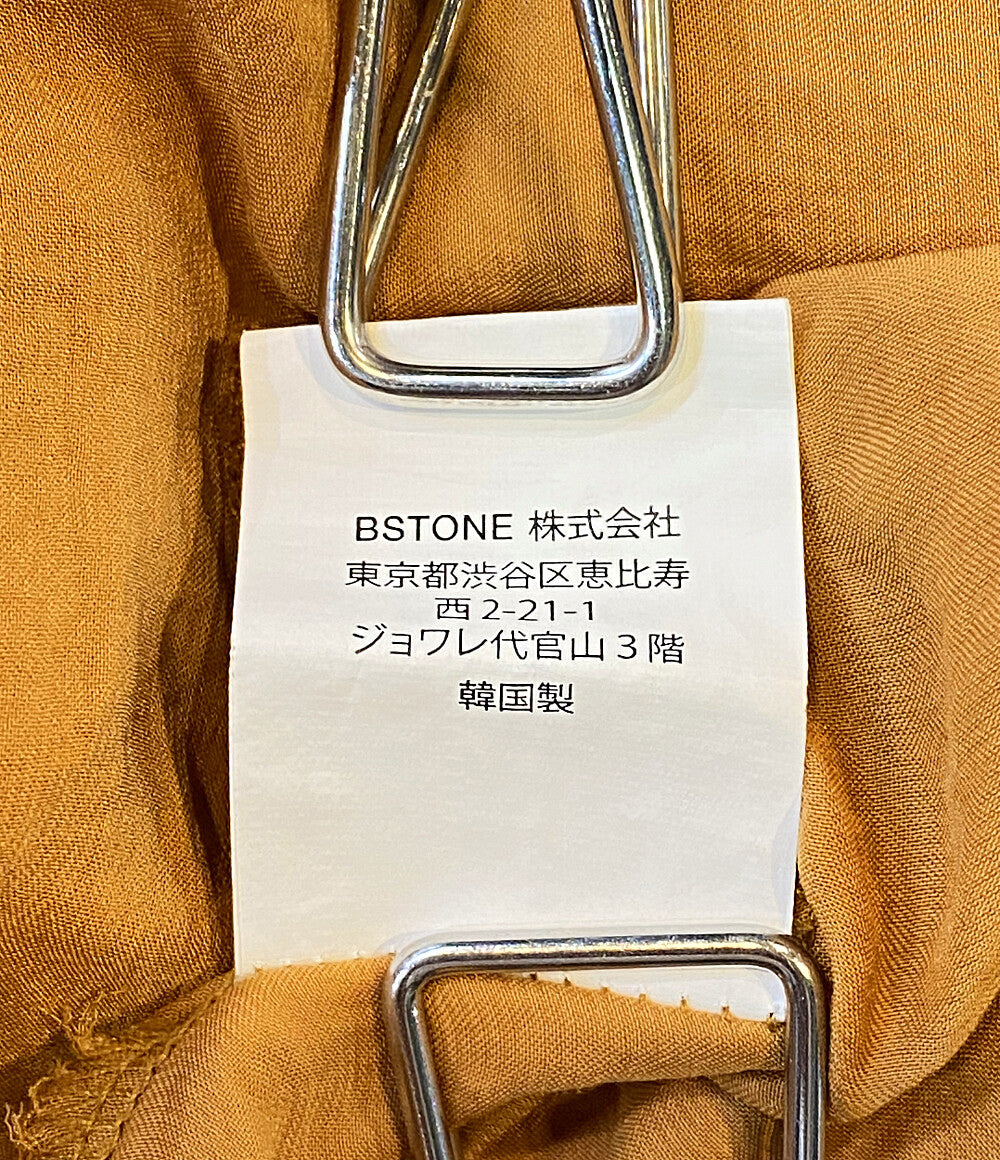 BSTONE 株式会社
東京都渋谷区恵比寿
西 2-21-1
ジョワレ代官山 3 階
韓国製